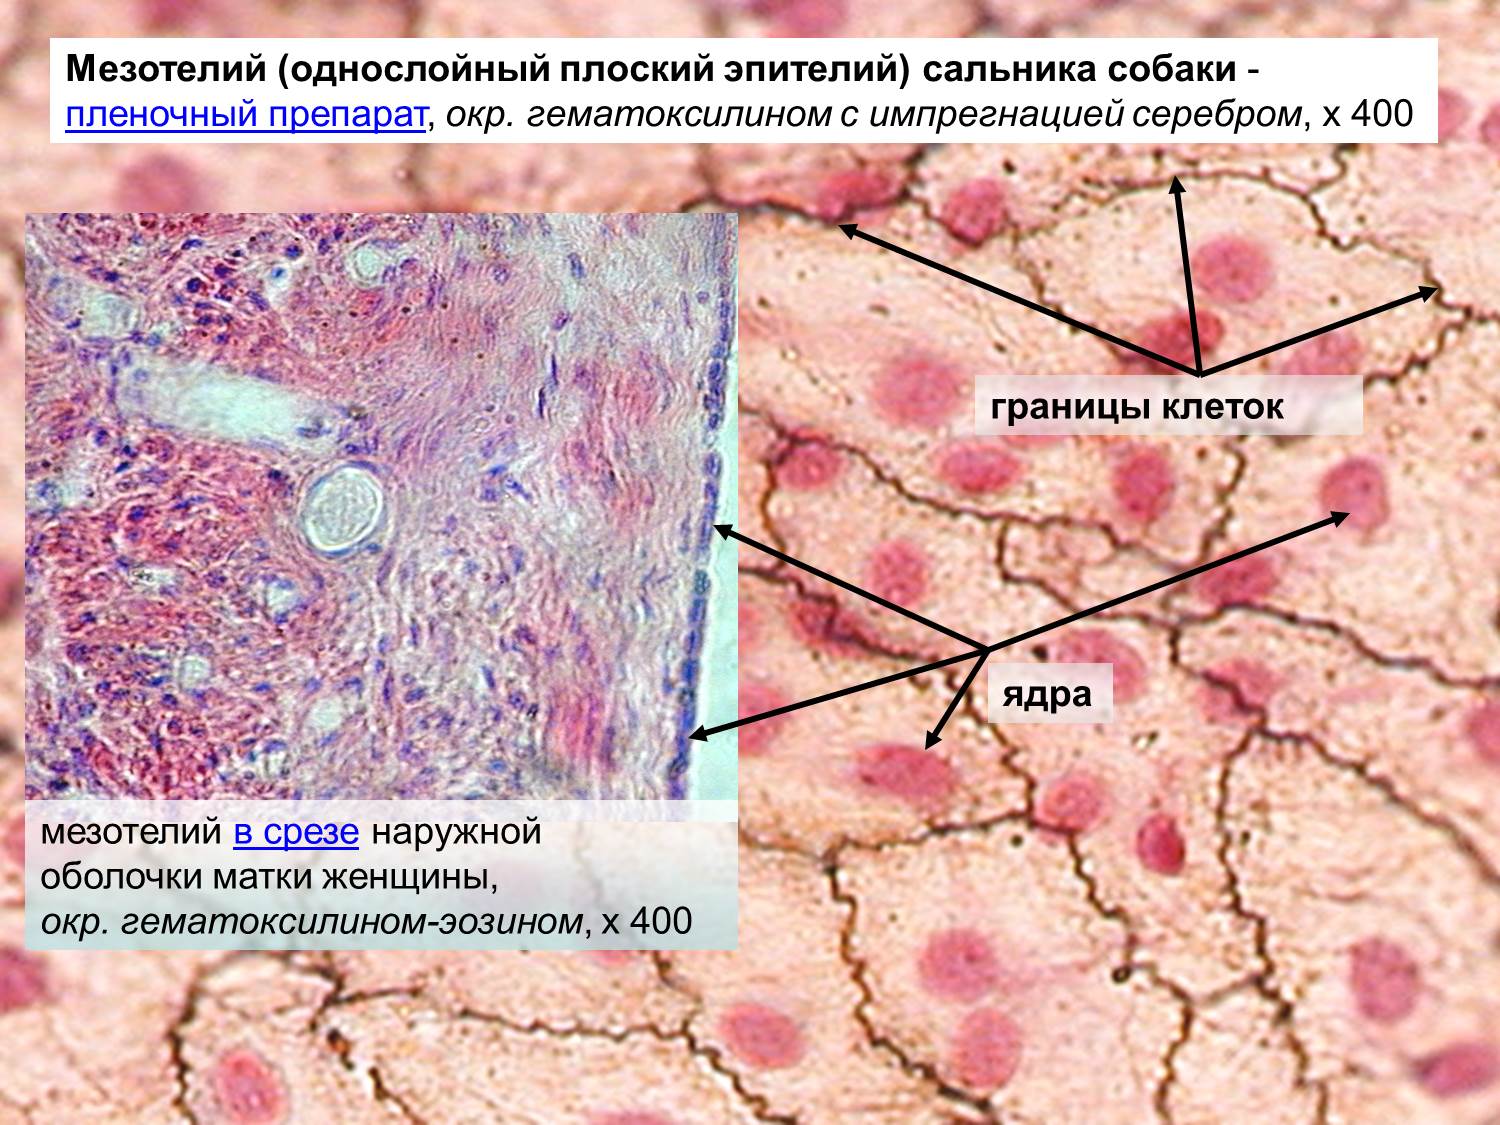 Мезотелий (однослойный плоский эпителий) сальника собаки -
пленочный препарат, окр. гематоксилином с импрегнацией серебром, х 400
границы клеток
ядра
мезотелий в срезе наружной
оболочки матки женщины,
окр. гематоксилином-эозином, х 400